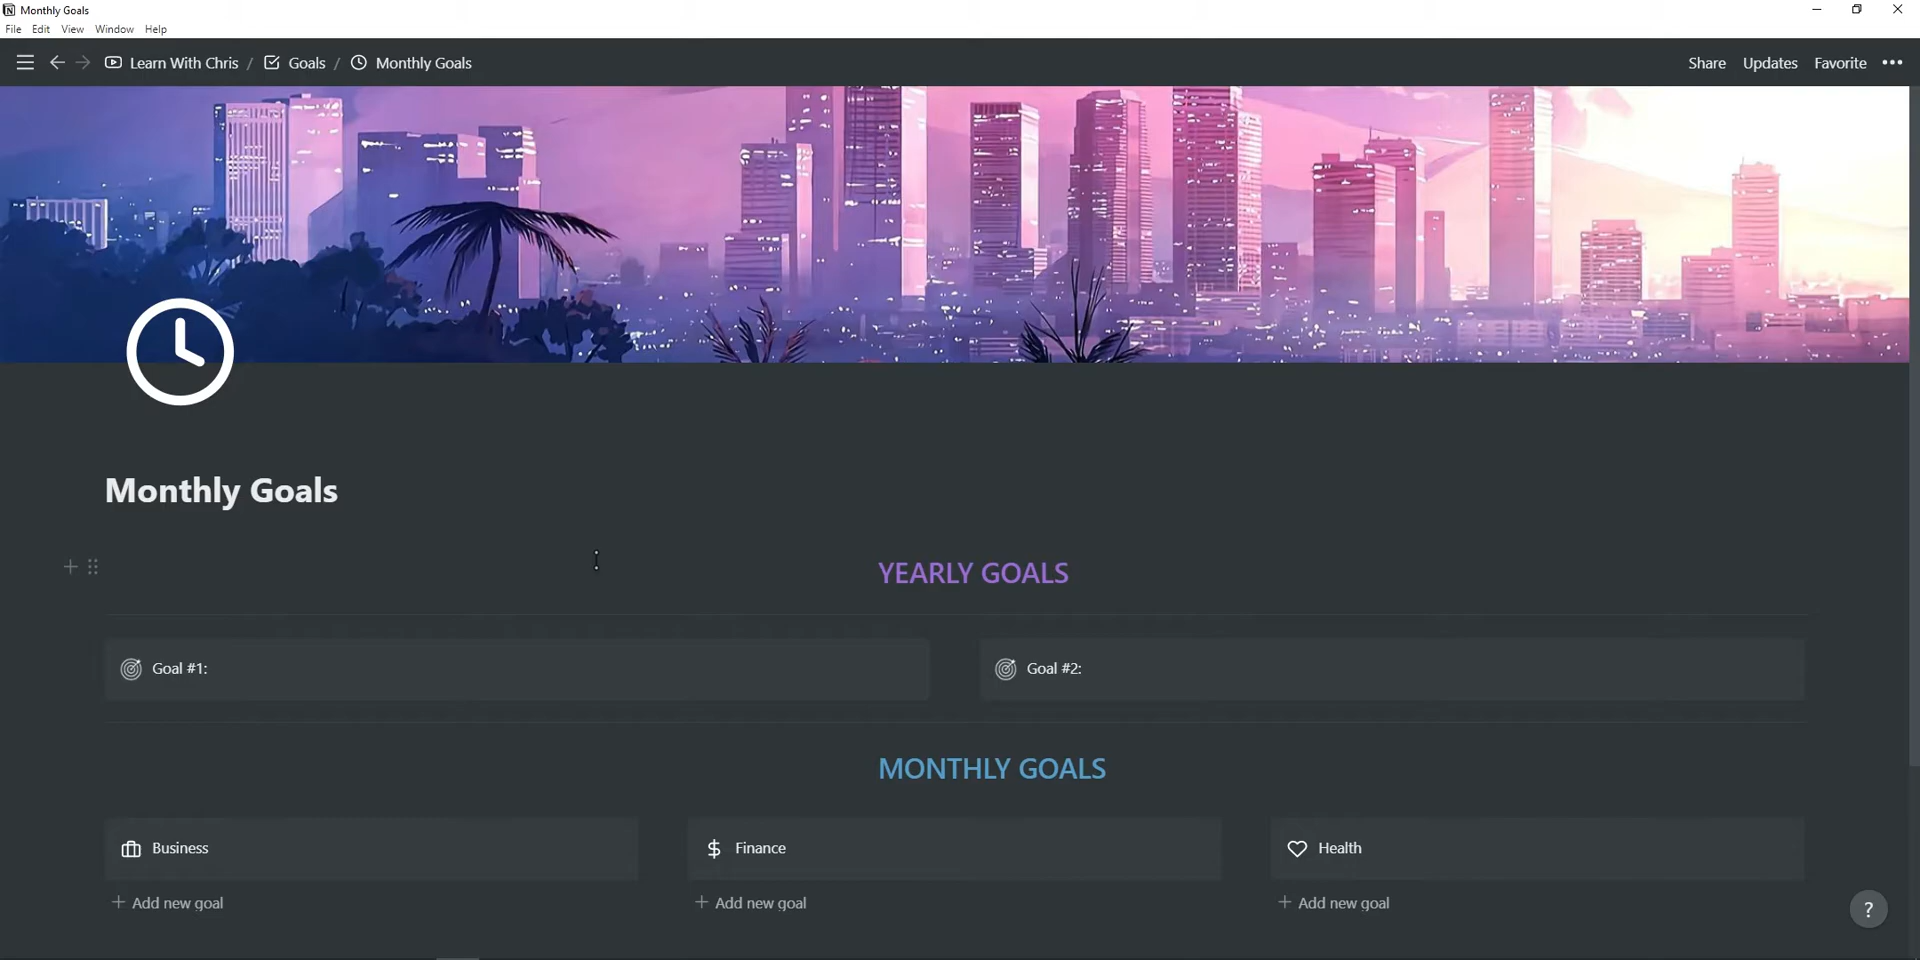 Monthly Goals
File Edit View Window Help
Learn With Chris / Goals / Monthly Goals Share Updates Favorite
Monthly Goals
YEARLY GOALS
Goal #1: Goal #2:
MONTHLY GOALS
Business Finance Health
Add new goal Add new goal Add new goal
?